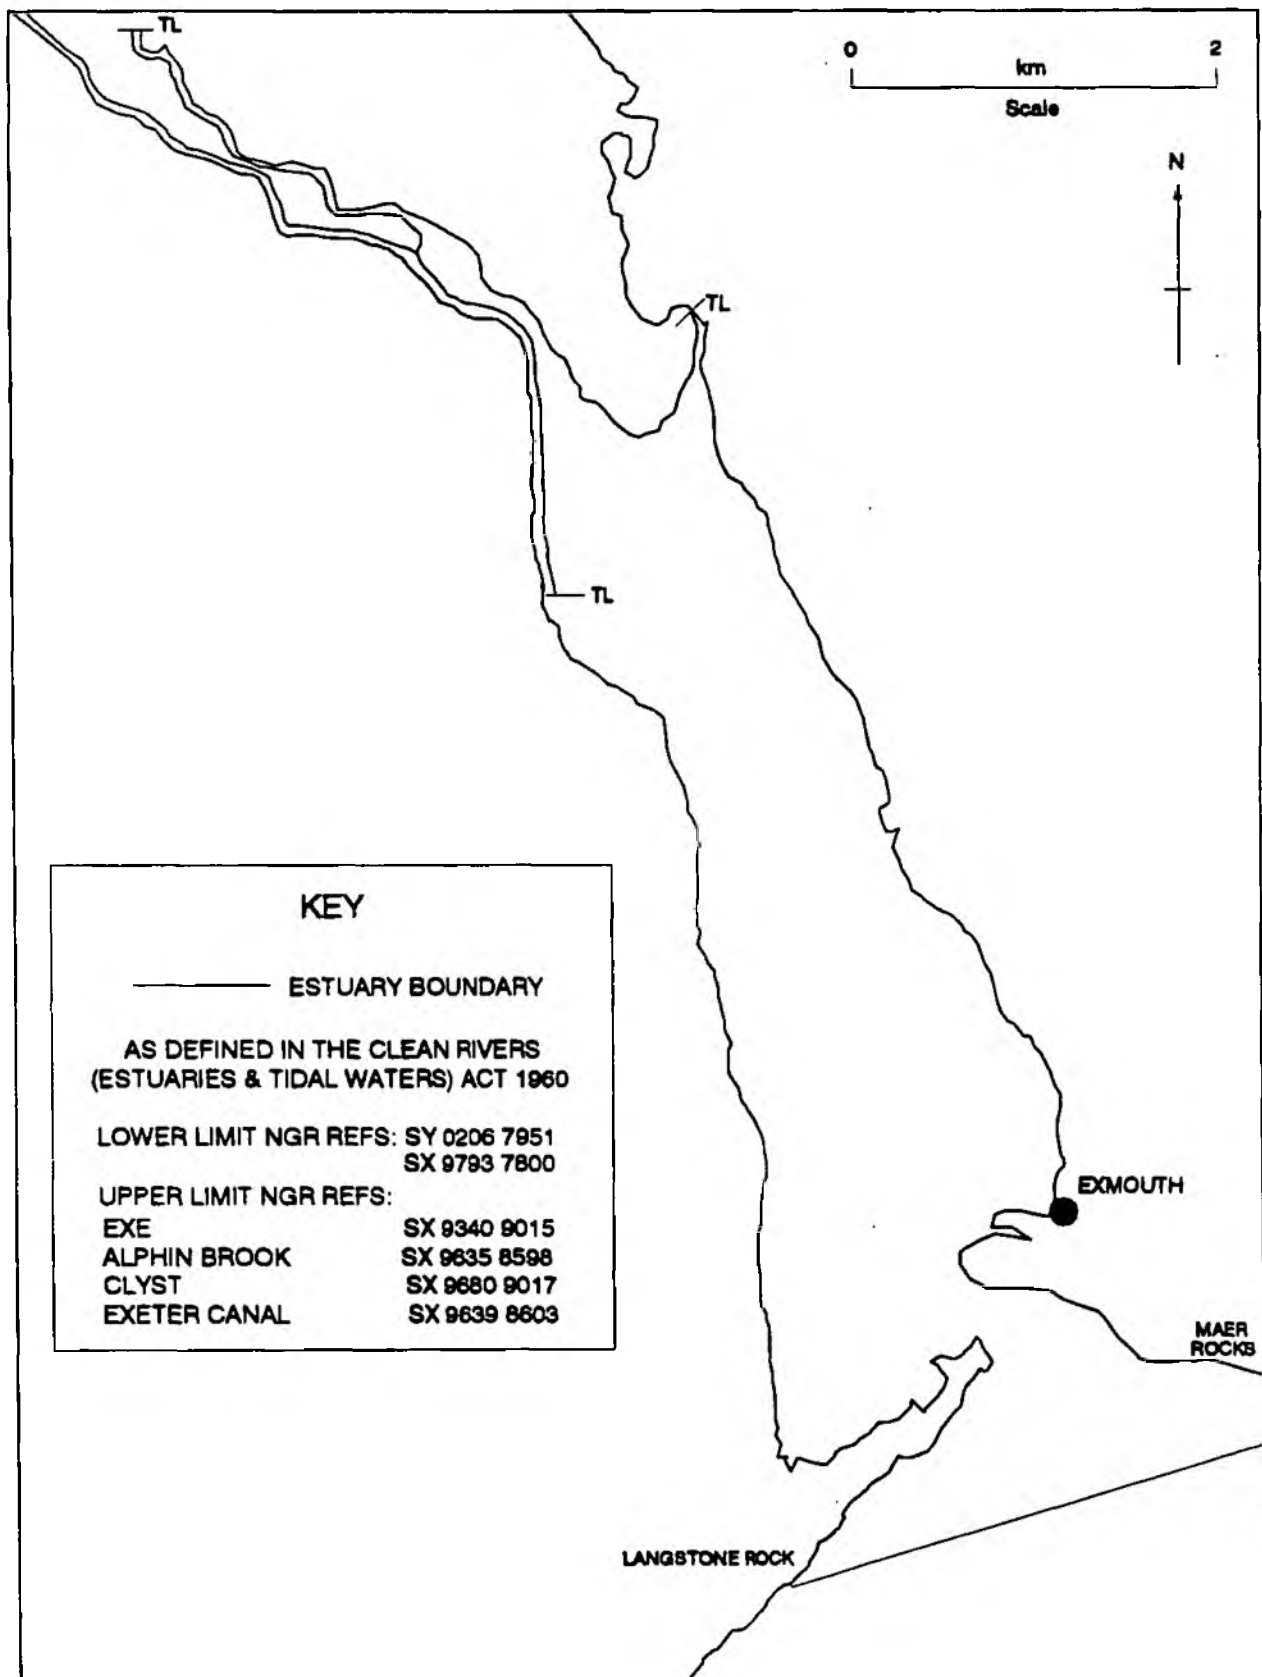 TL
0 2
km
Scale
N
TL
TL
KEY
ESTUARY BOUNDARY
AS DEFINED IN THE CLEAN RIVERS
(ESTUARIES & TIDAL WATERS) ACT 1960
LOWER LIMIT NGR REFS: SY 0206 7951
SX 9793 7800
UPPER LIMIT NGR REFS:
EXE SX 9340 9015
ALPHIN BROOK SX 9635 8598
CLYST SX 9680 9017
EXETER CANAL SX 9639 8603
EXMOUTH
MAER
ROCKS
LANGSTONE ROCK